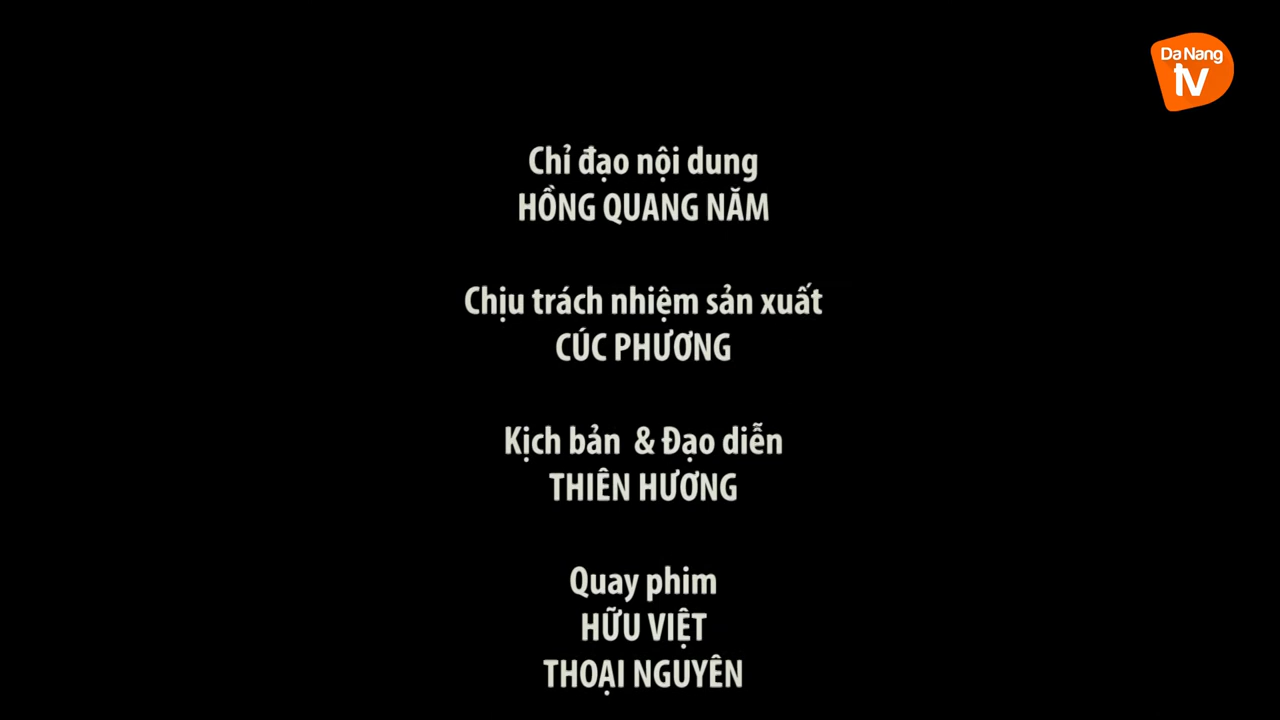 Da Nang
tv
Chỉ đạo nội dung
HỒNG QUANG NĂM
Chịu trách nhiệm sản xuất
CÚC PHƯƠNG
Kịch bản & Đạo diễn
THIÊN HƯƠNG
Quay phim
HỮU VIỆT
THOẠI NGUYÊN